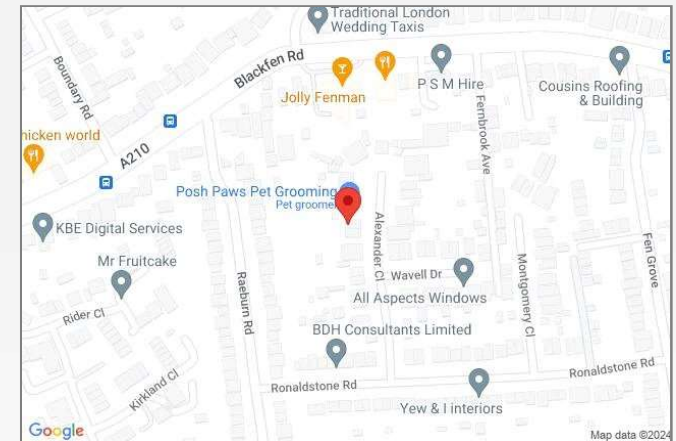 Traditional London
Wedding Taxis
Blackfen Rd
Boundary Rd
Jolly Fenman
P S M Hire
Cousins Roofing
& Building
Fernbrook Ave
hicken world
A210
Posh Paws Pet Grooming
Pet groomer
KBE Digital Services
Alexander Cl
Fen Grove
Mr Fruitcake
Raeburn Rd
Wavell Dr
All Aspects Windows
Montgomery Cl
Rider Cl
BDH Consultants Limited
Kirkland Cl
Ronaldstone Rd
Ronaldstone Rd
Yew & I interiors
Google
Map data ©2024